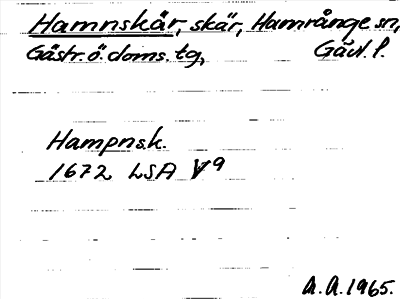 Hamnskär, skär, Hamrånge sn,
Gästr. ö. doms. tg, Gävl. l.
Hampnsk.
1672 LSA V9
A.A. 1965.